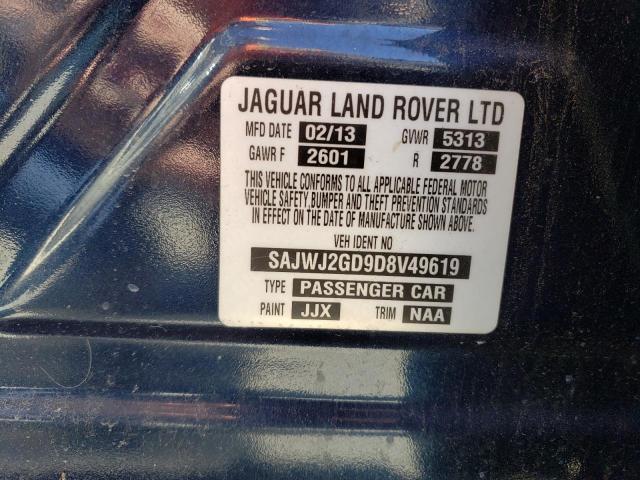 JAGUAR LAND ROVER LTD
MFD DATE 02/13 GVWR 5313
GAWR F 2601 R 2778
THIS VEHICLE CONFORMS TO ALL APPLICABLE FEDERAL MOTOR
VEHICLE SAFETY, BUMPER AND THEFT PREVENTION STANDARDS
IN EFFECT ON THE DATE OF MANUFACTURE SHOWN ABOVE.
VEH IDENT NO
SAJWJ2GD9D8V49619
TYPE PASSENGER CAR
PAINT JJX TRIM NAA